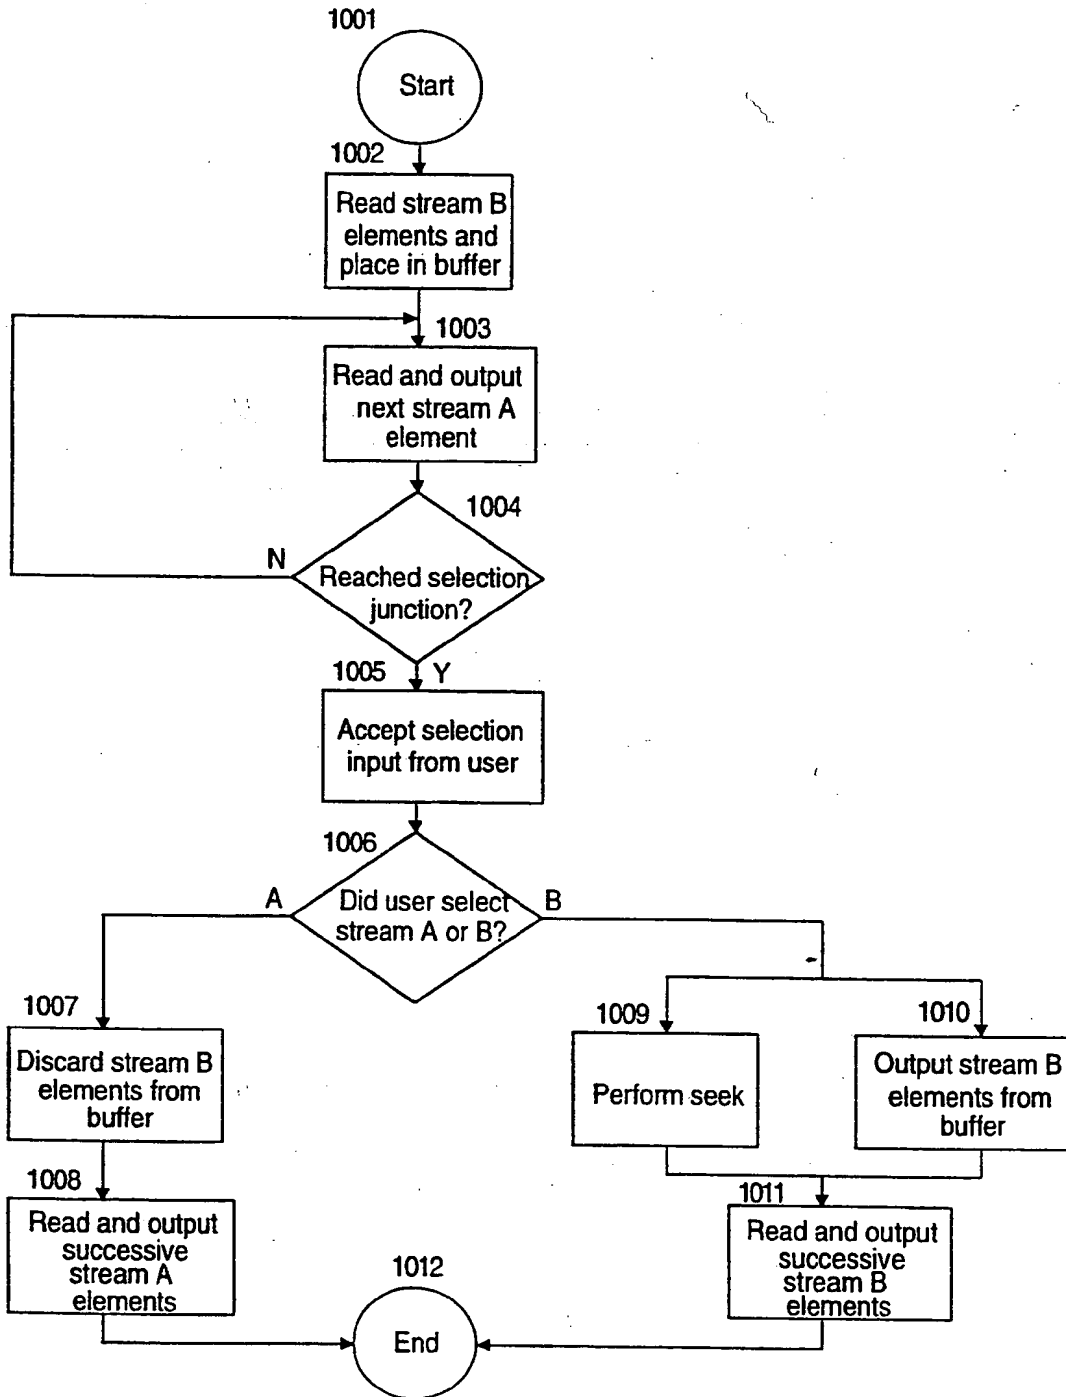 1001
Start
1002
Read stream B
elements and
place in buffer
1003
Read and output
next stream A
element
1004
N
Reached selection
junction?
1005
Y
Accept selection
input from user
1006
A
B
Did user select
stream A or B?
1007
Discard stream B
elements from
buffer
1009
Perform seek
1010
Output stream B
elements from
buffer
1008
Read and output
successive
stream A
elements
1011
Read and output
successive
stream B
elements
1012
End